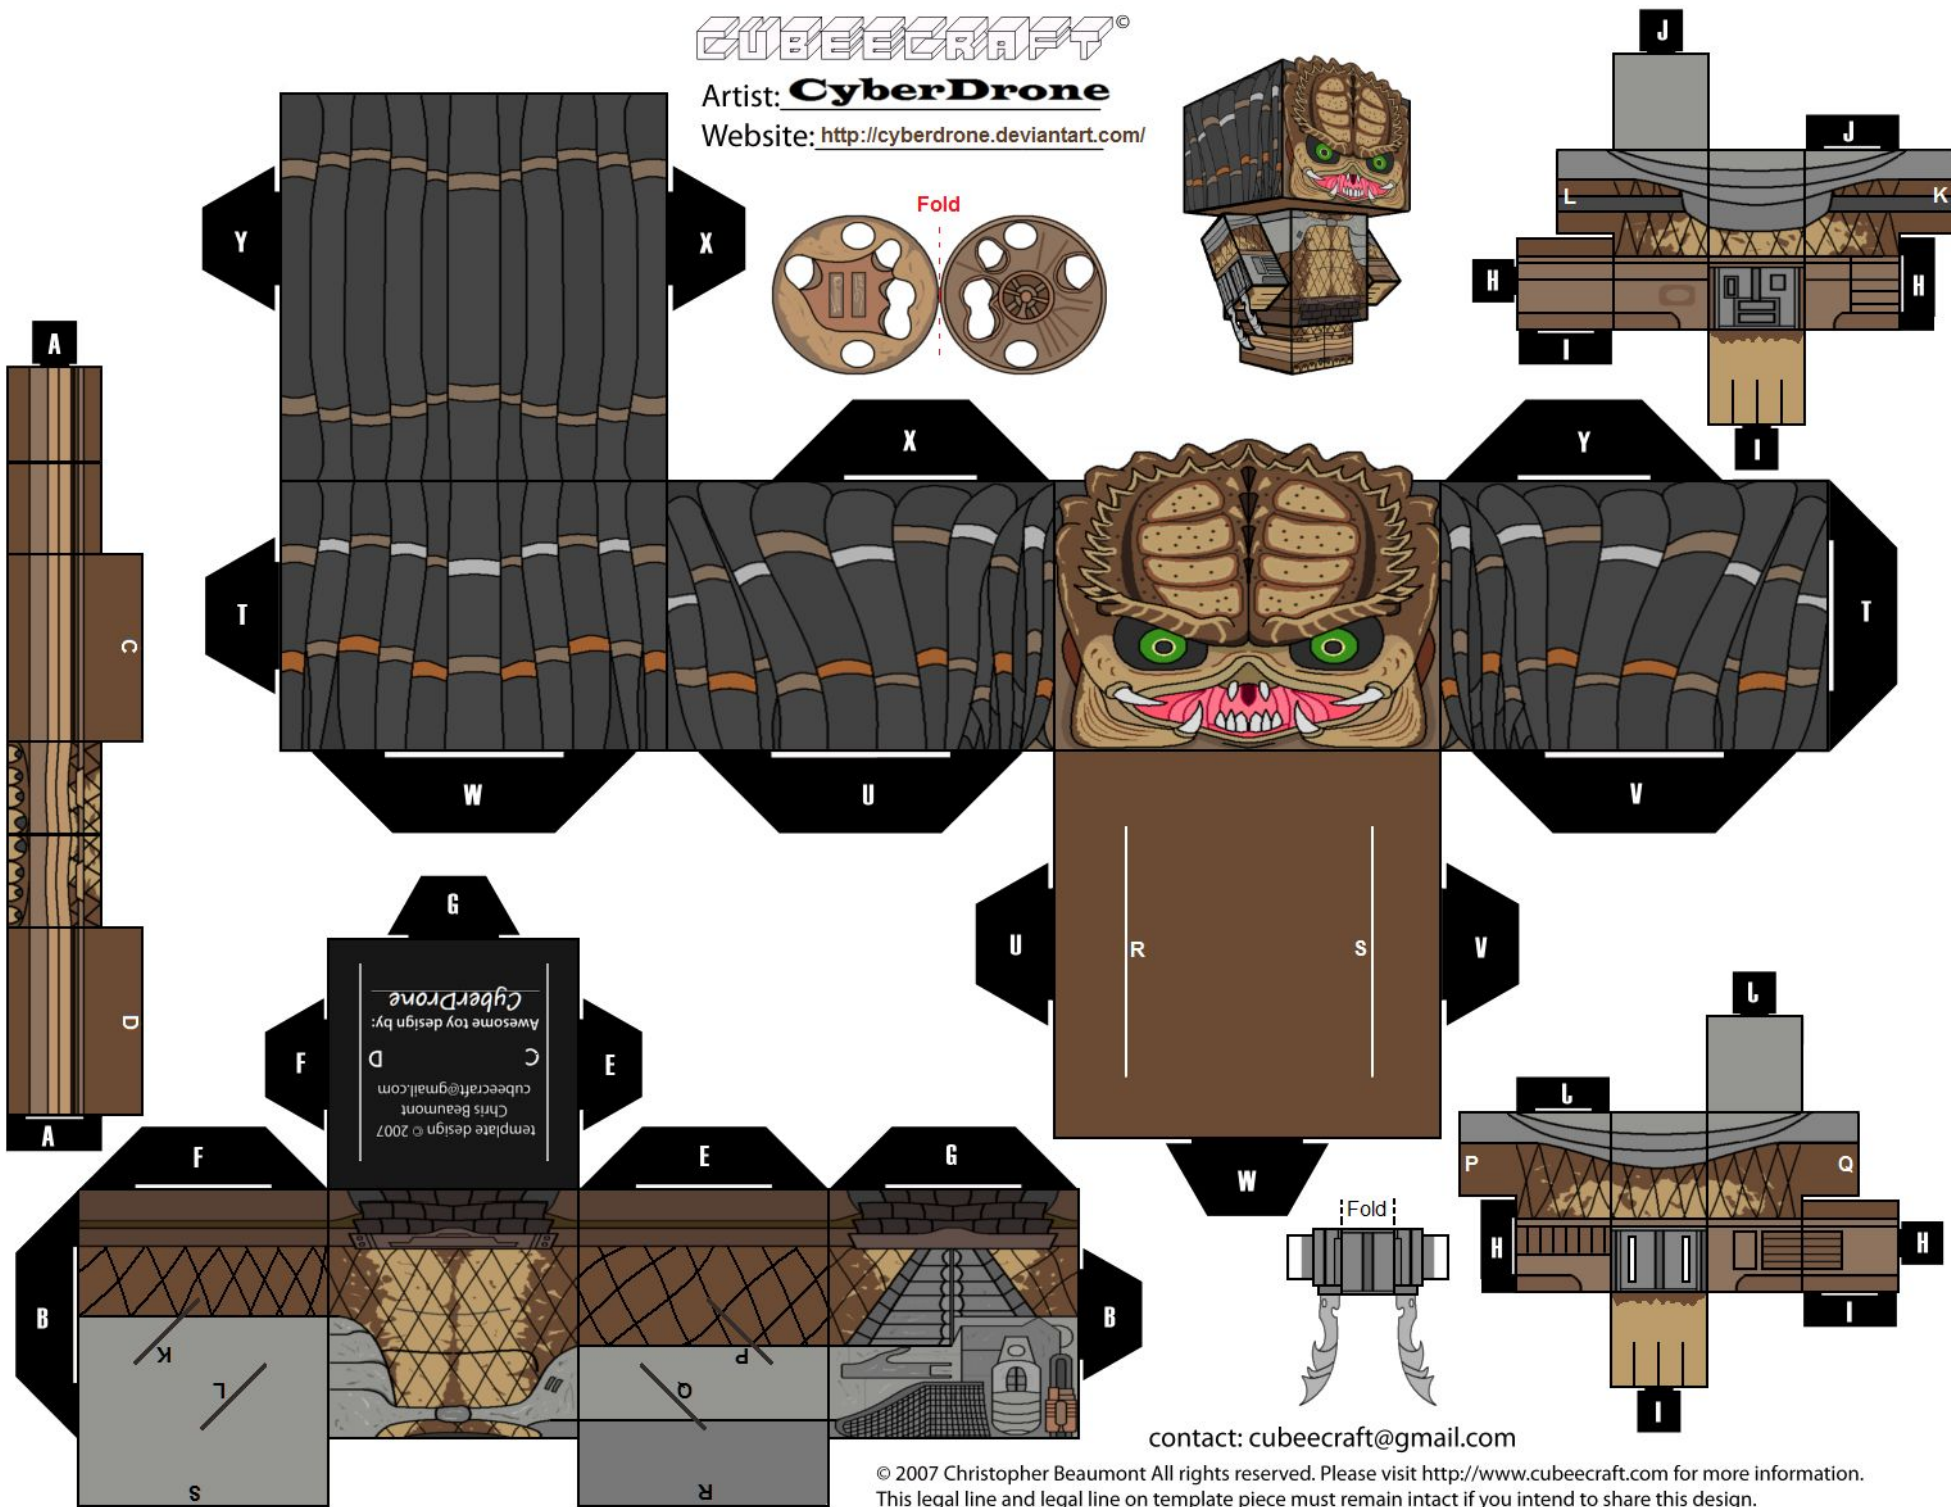 CUBEECRAFT©
Artist: CyberDrone
Website: http://cyberdrone.deviantart.com/
Fold
J
J
L
K
H
H
I
I
Y
X
A
X
Y
C
T
T
W
U
V
D
A
G
U
R
S
V
F
E
template design © 2007
Chris Beaumont
cubeecraft@gmail.com
C
D
Awesome toy design by:
CyberDrone
J
J
P
Q
H
H
F
E
G
W
Fold
B
B
I
I
K
P
L
Q
S
R
contact: cubeecraft@gmail.com
© 2007 Christopher Beaumont All rights reserved. Please visit http://www.cubeecraft.com for more information.
This legal line and legal line on template piece must remain intact if you intend to share this design.